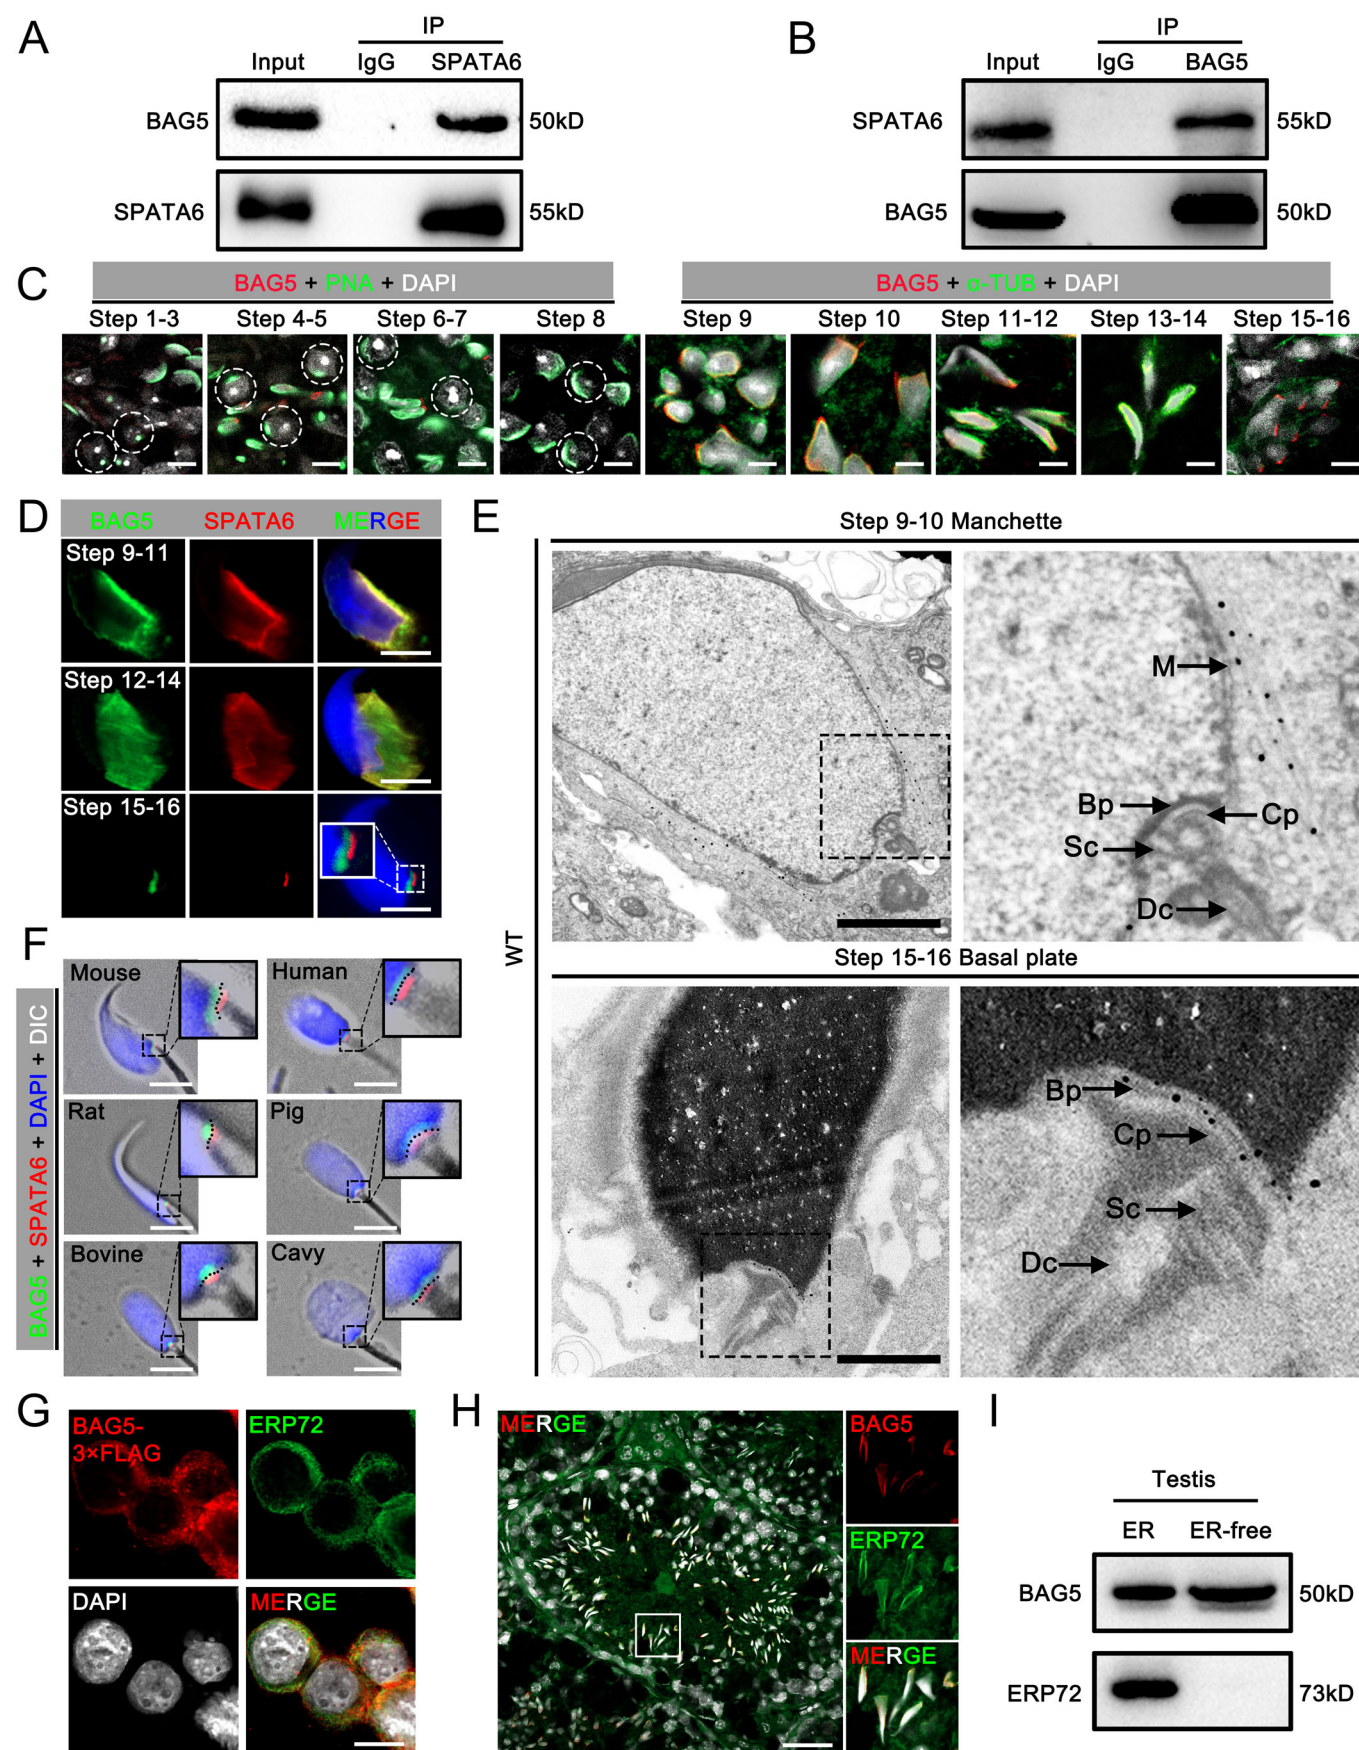 A
IP
Input IgG SPATA6
BAG5 50kD
SPATA6 55kD
B
IP
Input IgG BAG5
SPATA6 55kD
BAG5 50kD
C
BAG5 + PNA + DAPI
BAG5 + α-TUB + DAPI
Step 1-3 Step 4-5 Step 6-7 Step 8 Step 9 Step 10 Step 11-12 Step 13-14 Step 15-16
D
BAG5 SPATA6 MERGE
Step 9-11
Step 12-14
Step 15-16
E
WT
Step 9-10 Manchette
M
Bp
Cp
Sc
Dc
Step 15-16 Basal plate
Bp
Cp
Sc
Dc
F
BAG5 + SPATA6 + DAPI + DIC
Mouse Human
Rat Pig
Bovine Cavy
G
BAG5-
3×FLAG
ERP72
DAPI
MERGE
H
MERGE
BAG5
ERP72
MERGE
I
Testis
ER ER-free
BAG5 50kD
ERP72 73kD